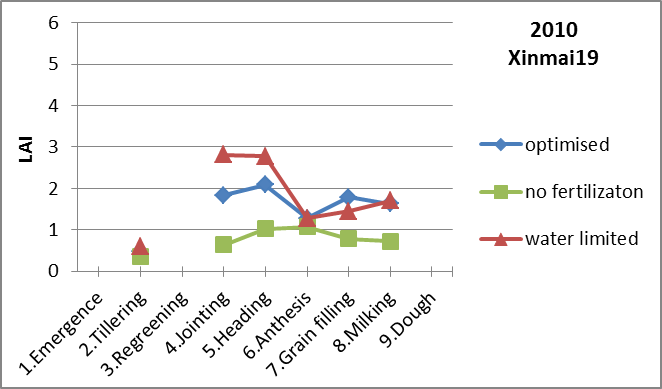 2010
Xinmai19
6
5
4
3
2
1
0
LAI
1.Emergence
2.Tillering
3.Regreening
4.Jointing
5.Heading
6.Anthesis
7.Grain filling
8.Milking
9.Dough
optimised
no fertilizaton
water limited